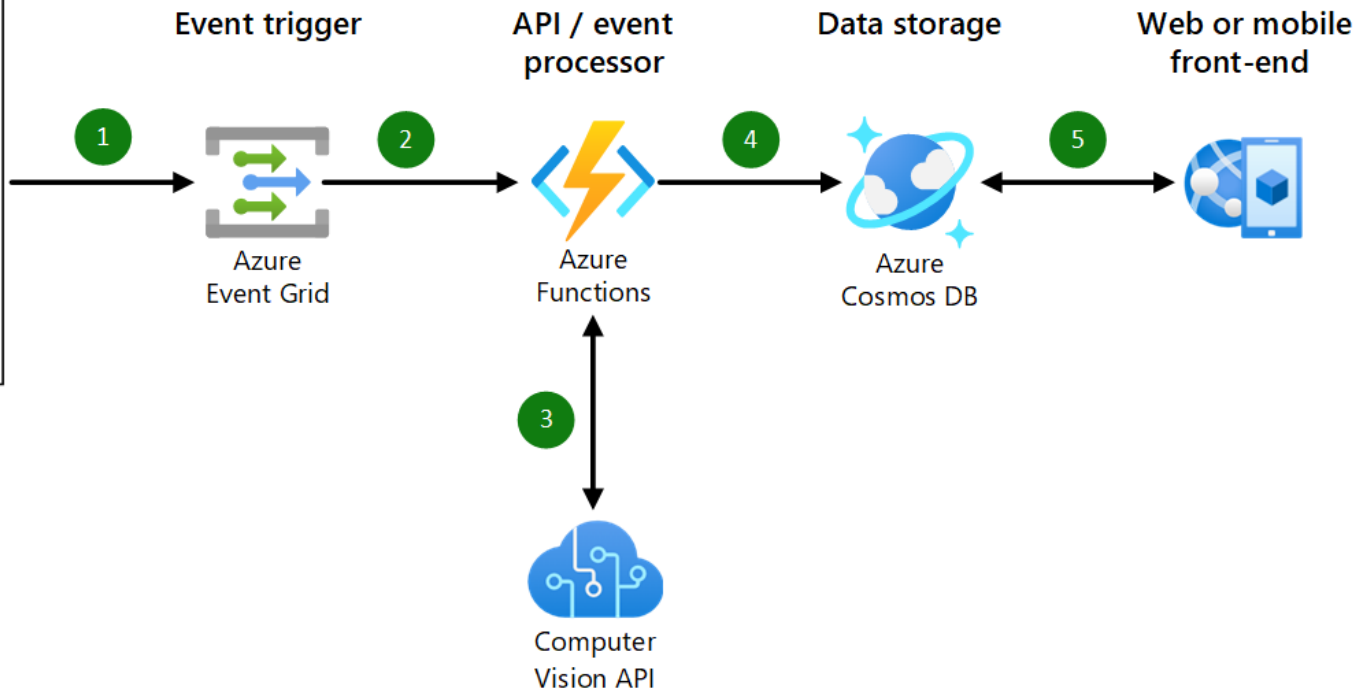 Event trigger
API / event
processor
Data storage
Web or mobile
front-end
1
2
4
5
Azure
Event Grid
Azure
Functions
Azure
Cosmos DB
3
Computer
Vision API